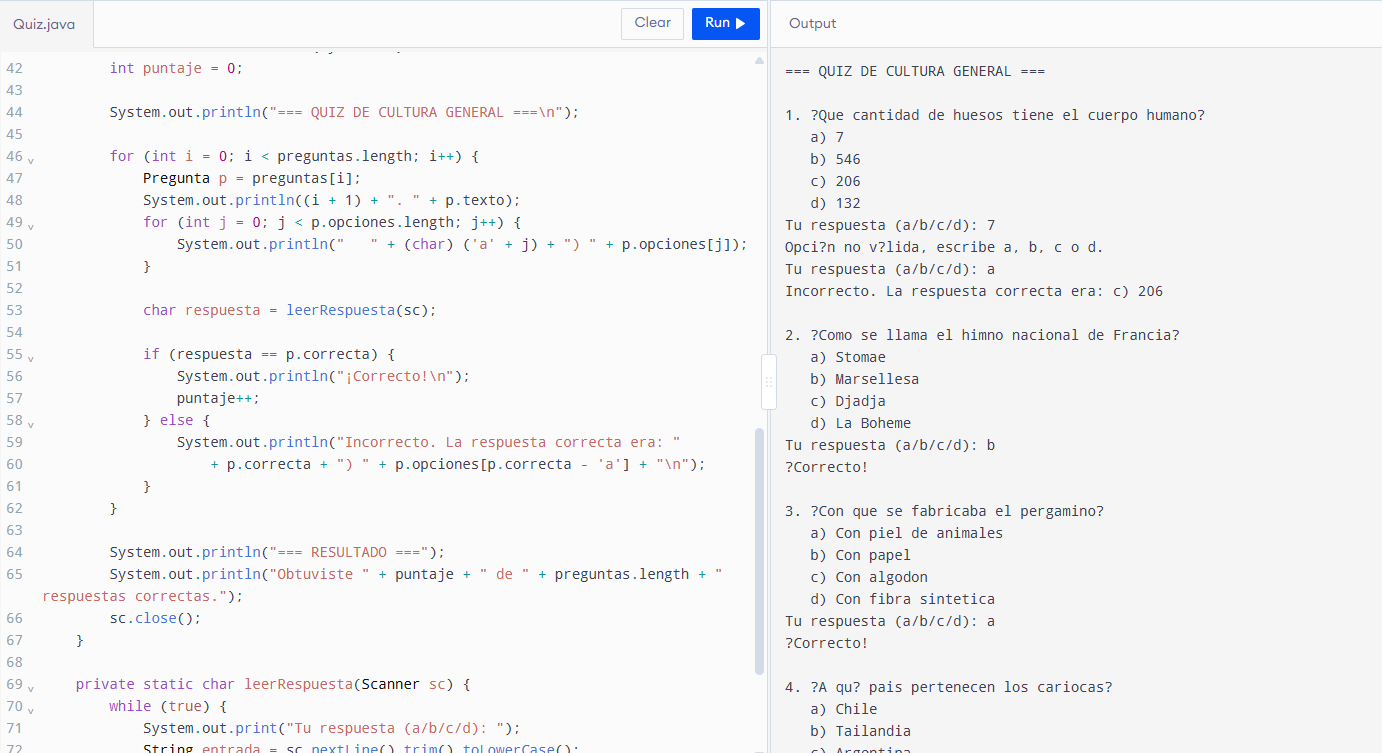 Quiz.java
Clear
Run
42 int puntaje = 0;
43
44 System.out.println("=== QUIZ DE CULTURA GENERAL ===\n");
45
46 for (int i = 0; i < preguntas.length; i++) {
47 Pregunta p = preguntas[i];
48 System.out.println((i + 1) + ". " + p.texto);
49 for (int j = 0; j < p.opciones.length; j++) {
50 System.out.println("   " + (char) ('a' + j) + ") " + p.opciones[j]);
51 }
52
53 char respuesta = leerRespuesta(sc);
54
55 if (respuesta == p.correcta) {
56 System.out.println("¡Correcto!\n");
57 puntaje++;
58 } else {
59 System.out.println("Incorrecto. La respuesta correcta era: "
60 + p.correcta + ") " + p.opciones[p.correcta - 'a'] + "\n");
61 }
62 }
63
64 System.out.println("=== RESULTADO ===");
65 System.out.println("Obtuviste " + puntaje + " de " + preguntas.length + "
respuestas correctas.");
66 sc.close();
67 }
68
69 private static char leerRespuesta(Scanner sc) {
70 while (true) {
71 System.out.print("Tu respuesta (a/b/c/d): ");
72 String entrada = sc.nextLine().trim().toLowerCase();
Output
=== QUIZ DE CULTURA GENERAL ===
1. ?Que cantidad de huesos tiene el cuerpo humano?
a) 7
b) 546
c) 206
d) 132
Tu respuesta (a/b/c/d): 7
Opci?n no v?lida, escribe a, b, c o d.
Tu respuesta (a/b/c/d): a
Incorrecto. La respuesta correcta era: c) 206
2. ?Como se llama el himno nacional de Francia?
a) Stomae
b) Marsellesa
c) Djadja
d) La Boheme
Tu respuesta (a/b/c/d): b
?Correcto!
3. ?Con que se fabricaba el pergamino?
a) Con piel de animales
b) Con papel
c) Con algodon
d) Con fibra sintetica
Tu respuesta (a/b/c/d): a
?Correcto!
4. ?A qu? pais pertenecen los cariocas?
a) Chile
b) Tailandia
c) Argentina